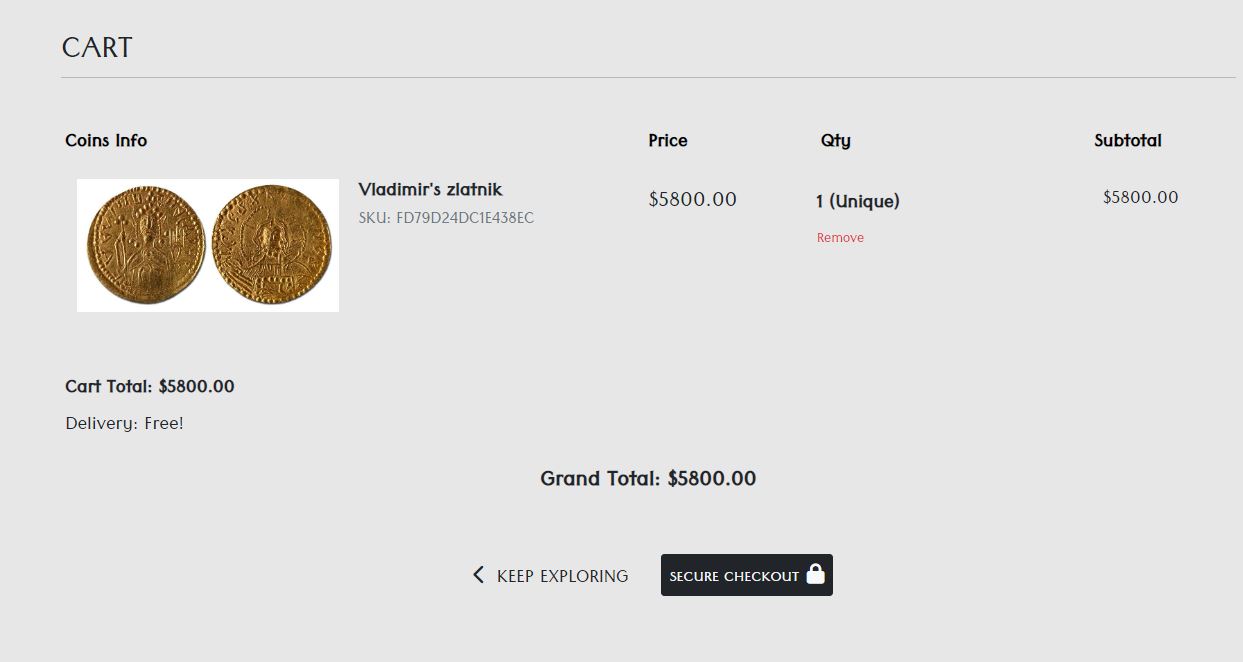 CART
Coins Info Price Qty Subtotal
Vladimir's zlatnik $5800.00 1 (Unique) $5800.00
SKU: FD79D24DC1E438EC
Remove
Cart Total: $5800.00
Delivery: Free!
Grand Total: $5800.00
KEEP EXPLORING SECURE CHECKOUT